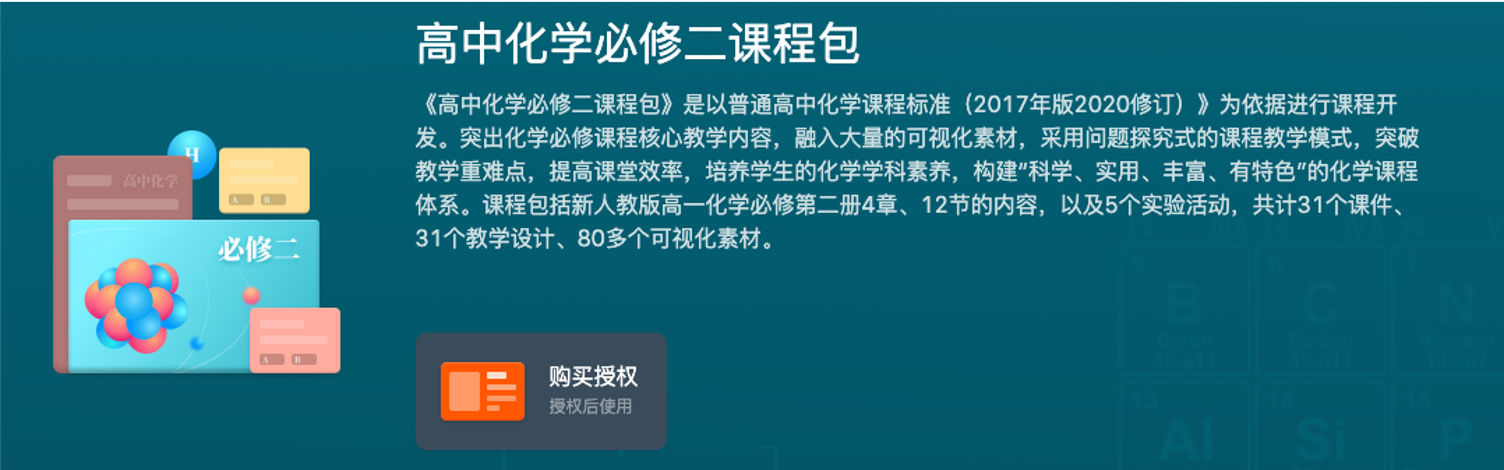 高中化学必修二课程包
《高中化学必修二课程包》是以普通高中化学课程标准（2017年版2020修订）》为依据进行课程开
发。突出化学必修课程核心教学内容，融入大量的可视化素材，采用问题探究式的课程教学模式，突破
教学重难点，提高课堂效率，培养学生的化学学科素养，构建“科学、实用、丰富、有特色”的化学课程
体系。课程包括新人教版高一化学必修第二册4章、12节的内容，以及5个实验活动，共计31个课件、
31个教学设计、80多个可视化素材。
H
高中化学
A B
必修二
A B
购买授权
授权后使用
13 IIIA 14 IVA 15 V
5 6 7
B C N
Boron Carbon Nitrogen
10.811 12.011 14.007
13 14 15
Al Si P